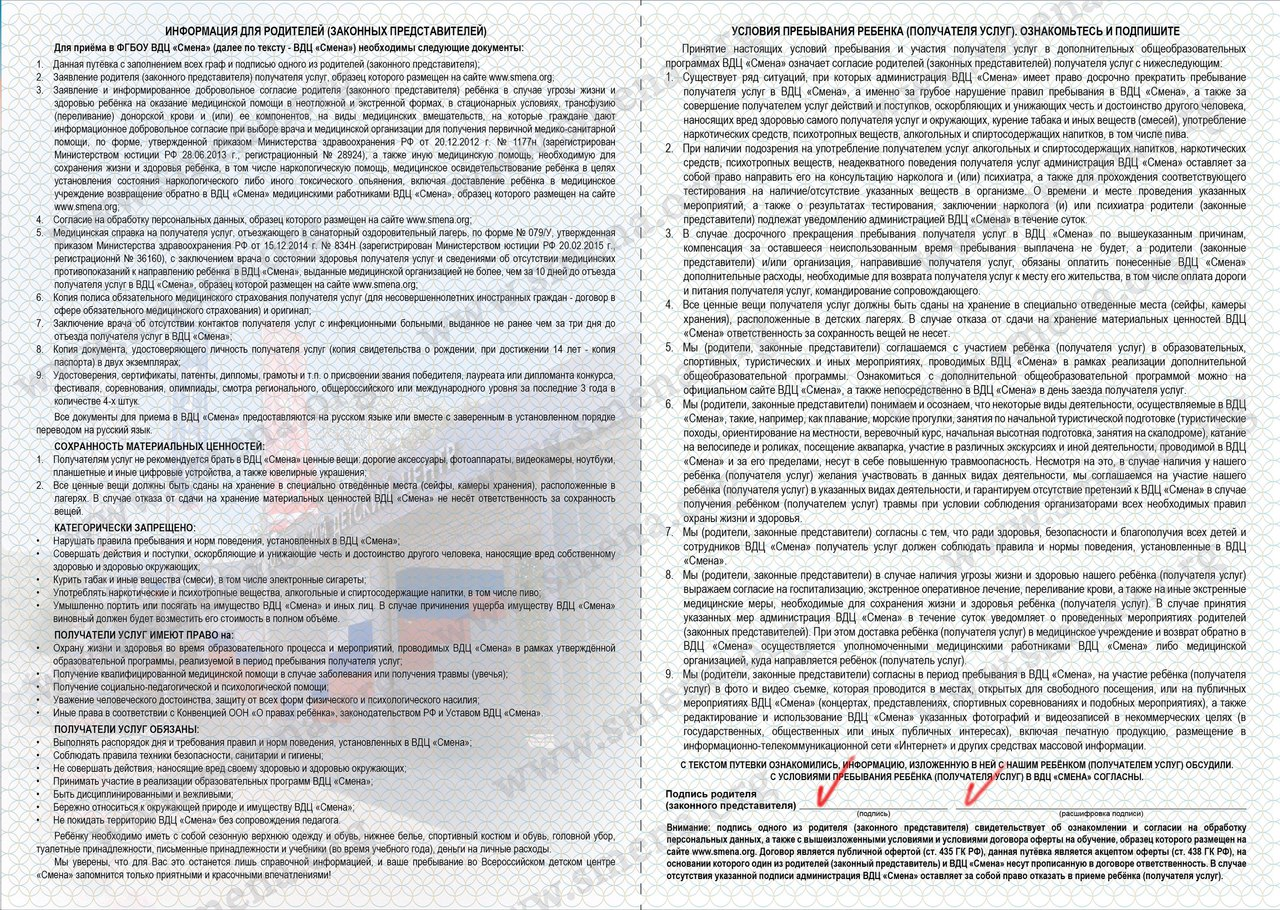 ИНФОРМАЦИЯ ДЛЯ РОДИТЕЛЕЙ (ЗАКОННЫХ ПРЕДСТАВИТЕЛЕЙ)
Для приёма в ФГБОУ ВДЦ «Смена» (далее по тексту - ВДЦ «Смена») необходимы следующие документы:
1. Данная путёвка с заполнением всех граф и подписью одного из родителей (законного представителя);
2. Заявление родителя (законного представителя) получателя услуг, образец которого размещен на сайте www.smena.org;
3. Заявление и информированное добровольное согласие родителя (законного представителя) ребёнка в случае угрозы жизни и
здоровью ребёнка на оказание медицинской помощи в неотложной и экстренной формах, в стационарных условиях, трансфузию
(переливание) донорской крови и (или) ее компонентов, на виды медицинских вмешательств, на которые граждане дают
информированное добровольное согласие при выборе врача и медицинской организации для получения первичной медико-санитарной
помощи, по форме, утвержденной приказом Министерства здравоохранения РФ от 20.12.2012 г. № 1177н (зарегистрирован
Министерством юстиции РФ 28.06.2013 г., регистрационный № 28924), а также иную медицинскую помощь, необходимую для
сохранения жизни и здоровья ребёнка, в том числе наркологическую помощь, медицинское освидетельствование ребёнка в целях
установления состояния наркологического либо иного токсического опьянения, включая доставление ребёнка в медицинское
учреждение возвращение обратно в ВДЦ «Смена» медицинскими работниками ВДЦ «Смена», образец которого размещен на сайте
www.smena.org;
4. Согласие на обработку персональных данных, образец которого размещен на сайте www.smena.org;
5. Медицинская справка на получателя услуг, отъезжающего в санаторный оздоровительный лагерь, по форме № 079/У, утвержденная
приказом Министерства здравоохранения РФ от 15.12.2014 г. № 834Н (зарегистрирован Министерством юстиции РФ 20.02.2015 г.,
регистрационнй № 36160), с заключением врача о состоянии здоровья получателя услуг и сведениями об отсутствии медицинских
противопоказаний к направлению ребёнка в ВДЦ «Смена», выданные медицинской организацией не более, чем за 10 дней до отъезда
получателя услуг в ВДЦ «Смена», образец которой размещен на сайте www.smena.org;
6. Копия полиса обязательного медицинского страхования получателя услуг (для несовершеннолетних иностранных граждан - договор в
сфере обязательного медицинского страхования) и оригинал;
7. Заключение врача об отсутствии контактов получателя услуг с инфекционными больными, выданное не ранее чем за три дня до
отъезда получателя услуг в ВДЦ «Смена»;
8. Копия документа, удостоверяющего личность получателя услуг (копия свидетельства о рождении, при достижении 14 лет - копия
паспорта) в двух экземплярах;
9. Удостоверения, сертификаты, патенты, дипломы, грамоты и т.п. о присвоении звания победителя, лауреата или дипломанта конкурса,
фестиваля, соревнования, олимпиады, смотра регионального, общероссийского или международного уровня за последние 3 года в
количестве 4-х штук.
Все документы для приема в ВДЦ «Смена» предоставляются на русском языке или вместе с заверенным в установленном порядке
переводом на русский язык.
СОХРАННОСТЬ МАТЕРИАЛЬНЫХ ЦЕННОСТЕЙ:
1. Получателям услуг не рекомендуется брать в ВДЦ «Смена» ценные вещи: дорогие аксессуары, фотоаппараты, видеокамеры, ноутбуки,
планшетные и иные цифровые устройства, а также ювелирные украшения;
2. Все ценные вещи должны быть сданы на хранение в специально отведённые места (сейфы, камеры хранения), расположенные в
лагерях. В случае отказа от сдачи на хранение материальных ценностей ВДЦ «Смена» не несёт ответственность за сохранность
вещей.
КАТЕГОРИЧЕСКИ ЗАПРЕЩЕНО:
• Нарушать правила пребывания и норм поведения, установленных в ВДЦ «Смена»;
• Совершать действия и поступки, оскорбляющие и унижающие честь и достоинство другого человека, наносящие вред собственному
здоровью и здоровью окружающих;
• Курить табак и иные вещества (смеси), в том числе электронные сигареты;
• Употреблять наркотические и психотропные вещества, алкогольные и спиртосодержащие напитки, в том числе пиво;
• Умышленно портить или посягать на имущество ВДЦ «Смена» и иных лиц. В случае причинения ущерба имуществу ВДЦ «Смена»
виновный должен будет возместить его стоимость в полном объёме.
ПОЛУЧАТЕЛИ УСЛУГ ИМЕЮТ ПРАВО на:
• Охрану жизни и здоровья во время образовательного процесса и мероприятий, проводимых ВДЦ «Смена» в рамках утверждённой
образовательной программы, реализуемой в период пребывания получателя услуг;
• Получение квалифицированной медицинской помощи в случае заболевания или получения травмы (увечья);
• Получение социально-педагогической и психологической помощи;
• Уважение человеческого достоинства, защиту от всех форм физического и психологического насилия;
• Иные права в соответствии с Конвенцией ООН «О правах ребёнка», законодательством РФ и Уставом ВДЦ «Смена».
ПОЛУЧАТЕЛИ УСЛУГ ОБЯЗАНЫ:
• Выполнять распорядок дня и требования правил и норм поведения, установленных в ВДЦ «Смена»;
• Соблюдать правила техники безопасности, санитарии и гигиены;
• Не совершать действия, наносящие вред своему здоровью и здоровью окружающих;
• Принимать участие в реализации образовательных программ ВДЦ «Смена»;
• Быть дисциплинированными и вежливыми;
• Бережно относиться к окружающей природе и имуществу ВДЦ «Смена»;
• Не покидать территорию ВДЦ «Смена» без сопровождения педагога.
Ребёнку необходимо иметь с собой сезонную верхнюю одежду и обувь, нижнее белье, спортивный костюм и обувь, головной убор,
туалетные принадлежности, письменные принадлежности и учебники (во время учебного года), деньги на личные расходы.
Мы уверены, что для Вас это останется лишь справочной информацией, и ваше пребывание во Всероссийском детском центре
«Смена» запомнится только приятными и красочными впечатлениями!
УСЛОВИЯ ПРЕБЫВАНИЯ РЕБЕНКА (ПОЛУЧАТЕЛЯ УСЛУГ). ОЗНАКОМЬТЕСЬ И ПОДПИШИТЕ
Принятие настоящих условий пребывания и участия получателя услуг в дополнительных общеобразовательных
программах ВДЦ «Смена» означает согласие родителей (законных представителей) получателя услуг с нижеследующим:
1. Существует ряд ситуаций, при которых администрация ВДЦ «Смена» имеет право досрочно прекратить пребывание
получателя услуг в ВДЦ «Смена», а именно за грубое нарушение правил пребывания в ВДЦ «Смена», а также за
совершение получателем услуг действий и поступков, оскорбляющих и унижающих честь и достоинство другого человека,
наносящих вред здоровью самого получателя услуг и окружающих, курение табака и иных веществ (смесей), употребление
наркотических средств, психотропных веществ, алкогольных и спиртосодержащих напитков, в том числе пива.
2. При наличии подозрения на употребление получателем услуг алкогольных и спиртосодержащих напитков, наркотических
средств, психотропных веществ, неадекватного поведения получателя услуг администрация ВДЦ «Смена» оставляет за
собой право направить его на консультацию нарколога и (или) психиатра, а также для прохождения соответствующего
тестирования на наличие/отсутствие указанных веществ в организме. О времени и месте проведения указанных
мероприятий, а также о результатах тестирования, заключении нарколога (и) или психиатра родители (законные
представители) подлежат уведомлению администрацией ВДЦ «Смена» в течение суток.
3. В случае досрочного прекращения пребывания получателя услуг в ВДЦ «Смена» по вышеуказанным причинам,
компенсация за оставшееся неиспользованным время пребывания выплачена не будет, а родители (законные
представители) и/или организация, направившие получателя услуг, обязаны оплатить понесенные ВДЦ «Смена»
дополнительные расходы, необходимые для возврата получателя услуг к месту его жительства, в том числе оплата дороги
и питания получателя услуг, командирование сопровождающего.
4. Все ценные вещи получателя услуг должны быть сданы на хранение в специально отведенные места (сейфы, камеры
хранения), расположенные в детских лагерях. В случае отказа от сдачи на хранение материальных ценностей ВДЦ
«Смена» ответственность за сохранность вещей не несет.
5. Мы (родители, законные представители) соглашаемся с участием ребёнка (получателя услуг) в образовательных,
спортивных, туристических и иных мероприятиях, проводимых ВДЦ «Смена» в рамках реализации дополнительной
общеобразовательной программы. Ознакомиться с дополнительной общеобразовательной программой можно на
официальном сайте ВДЦ «Смена», а также непосредственно в ВДЦ «Смена» в день заезда получателя услуг.
6. Мы (родители, законные представители) понимаем и осознаем, что некоторые виды деятельности, осуществляемые в ВДЦ
«Смена», такие, например, как плавание, морские прогулки, занятия по начальной туристической подготовке (туристические
походы, ориентирование на местности, веревочный курс, начальная высотная подготовка, занятия на скалодроме), катание
на велосипеде и роликах, посещение аквапарка, участие в различных экскурсиях и иной деятельности, проводимой в ВДЦ
«Смена» и за его пределами, несут в себе повышенную травмоопасность. Несмотря на это, в случае наличия у нашего
ребёнка (получателя услуг) желания участвовать в данных видах деятельности, мы соглашаемся на участие нашего
ребёнка (получателя услуг) в указанных видах деятельности, и гарантируем отсутствие претензий к ВДЦ «Смена» в случае
получения ребёнком (получателем услуг) травмы при условии соблюдения организаторами всех необходимых правил
охраны жизни и здоровья.
7. Мы (родители, законные представители) согласны с тем, что ради здоровья, безопасности и благополучия всех детей и
сотрудников ВДЦ «Смена» получатель услуг должен соблюдать правила и нормы поведения, установленные в ВДЦ
«Смена».
8. Мы (родители, законные представители) в случае наличия угрозы жизни и здоровью нашего ребёнка (получателя услуг)
выражаем согласие на госпитализацию, экстренное оперативное лечение, переливание крови, а также на иные экстренные
медицинские меры, необходимые для сохранения жизни и здоровья ребёнка (получателя услуг). В случае принятия
указанных мер администрация ВДЦ «Смена» в течение суток уведомляет о проведенных мероприятиях родителей
(законных представителей). При этом доставка ребёнка (получателя услуг) в медицинское учреждение и возврат обратно в
ВДЦ «Смена» осуществляется уполномоченными медицинскими работниками ВДЦ «Смена» либо медицинской
организацией, куда направляется ребёнок (получатель услуг).
9. Мы (родители, законные представители) согласны в период пребывания в ВДЦ «Смена», на участие ребёнка (получателя
услуг) в фото и видео съемке, которая проводится в местах, открытых для свободного посещения, или на публичных
мероприятиях ВДЦ «Смена» (концертах, представлениях, спортивных соревнованиях и подобных мероприятиях), а также
редактирование и использование ВДЦ «Смена» указанных фотографий и видеозаписей в некоммерческих целях (в
государственных, общественных или иных публичных интересах), включая печатную продукцию, размещение в
информационно-телекоммуникационной сети «Интернет» и других средствах массовой информации.
С ТЕКСТОМ ПУТЕВКИ ОЗНАКОМИЛИСЬ, ИНФОРМАЦИЮ, ИЗЛОЖЕННУЮ В НЕЙ С НАШИМ РЕБЁНКОМ (ПОЛУЧАТЕЛЕМ УСЛУГ) ОБСУДИЛИ.
С УСЛОВИЯМИ ПРЕБЫВАНИЯ РЕБЁНКА (ПОЛУЧАТЕЛЯ УСЛУГ) В ВДЦ «СМЕНА» СОГЛАСНЫ.
Подпись родителя
(законного представителя)
(подпись) (расшифровка подписи)
Внимание: подпись одного из родителя (законного представителя) свидетельствует об ознакомлении и согласии на обработку
персональных данных, а также с вышеизложенными условиями и условиями договора оферты на обучение, образец которого размещен на
сайте www.smena.org. Договор является публичной офертой (ст. 435 ГК РФ), данная путёвка является акцептом оферты (ст. 438 ГК РФ), на
основании которого один из родителей (законный представитель) и ВДЦ «Смена» несут прописанную в договоре ответственность. В случае
отсутствия указанной подписи администрация ВДЦ «Смена» оставляет за собой право отказать в приеме ребёнка (получателя услуг).